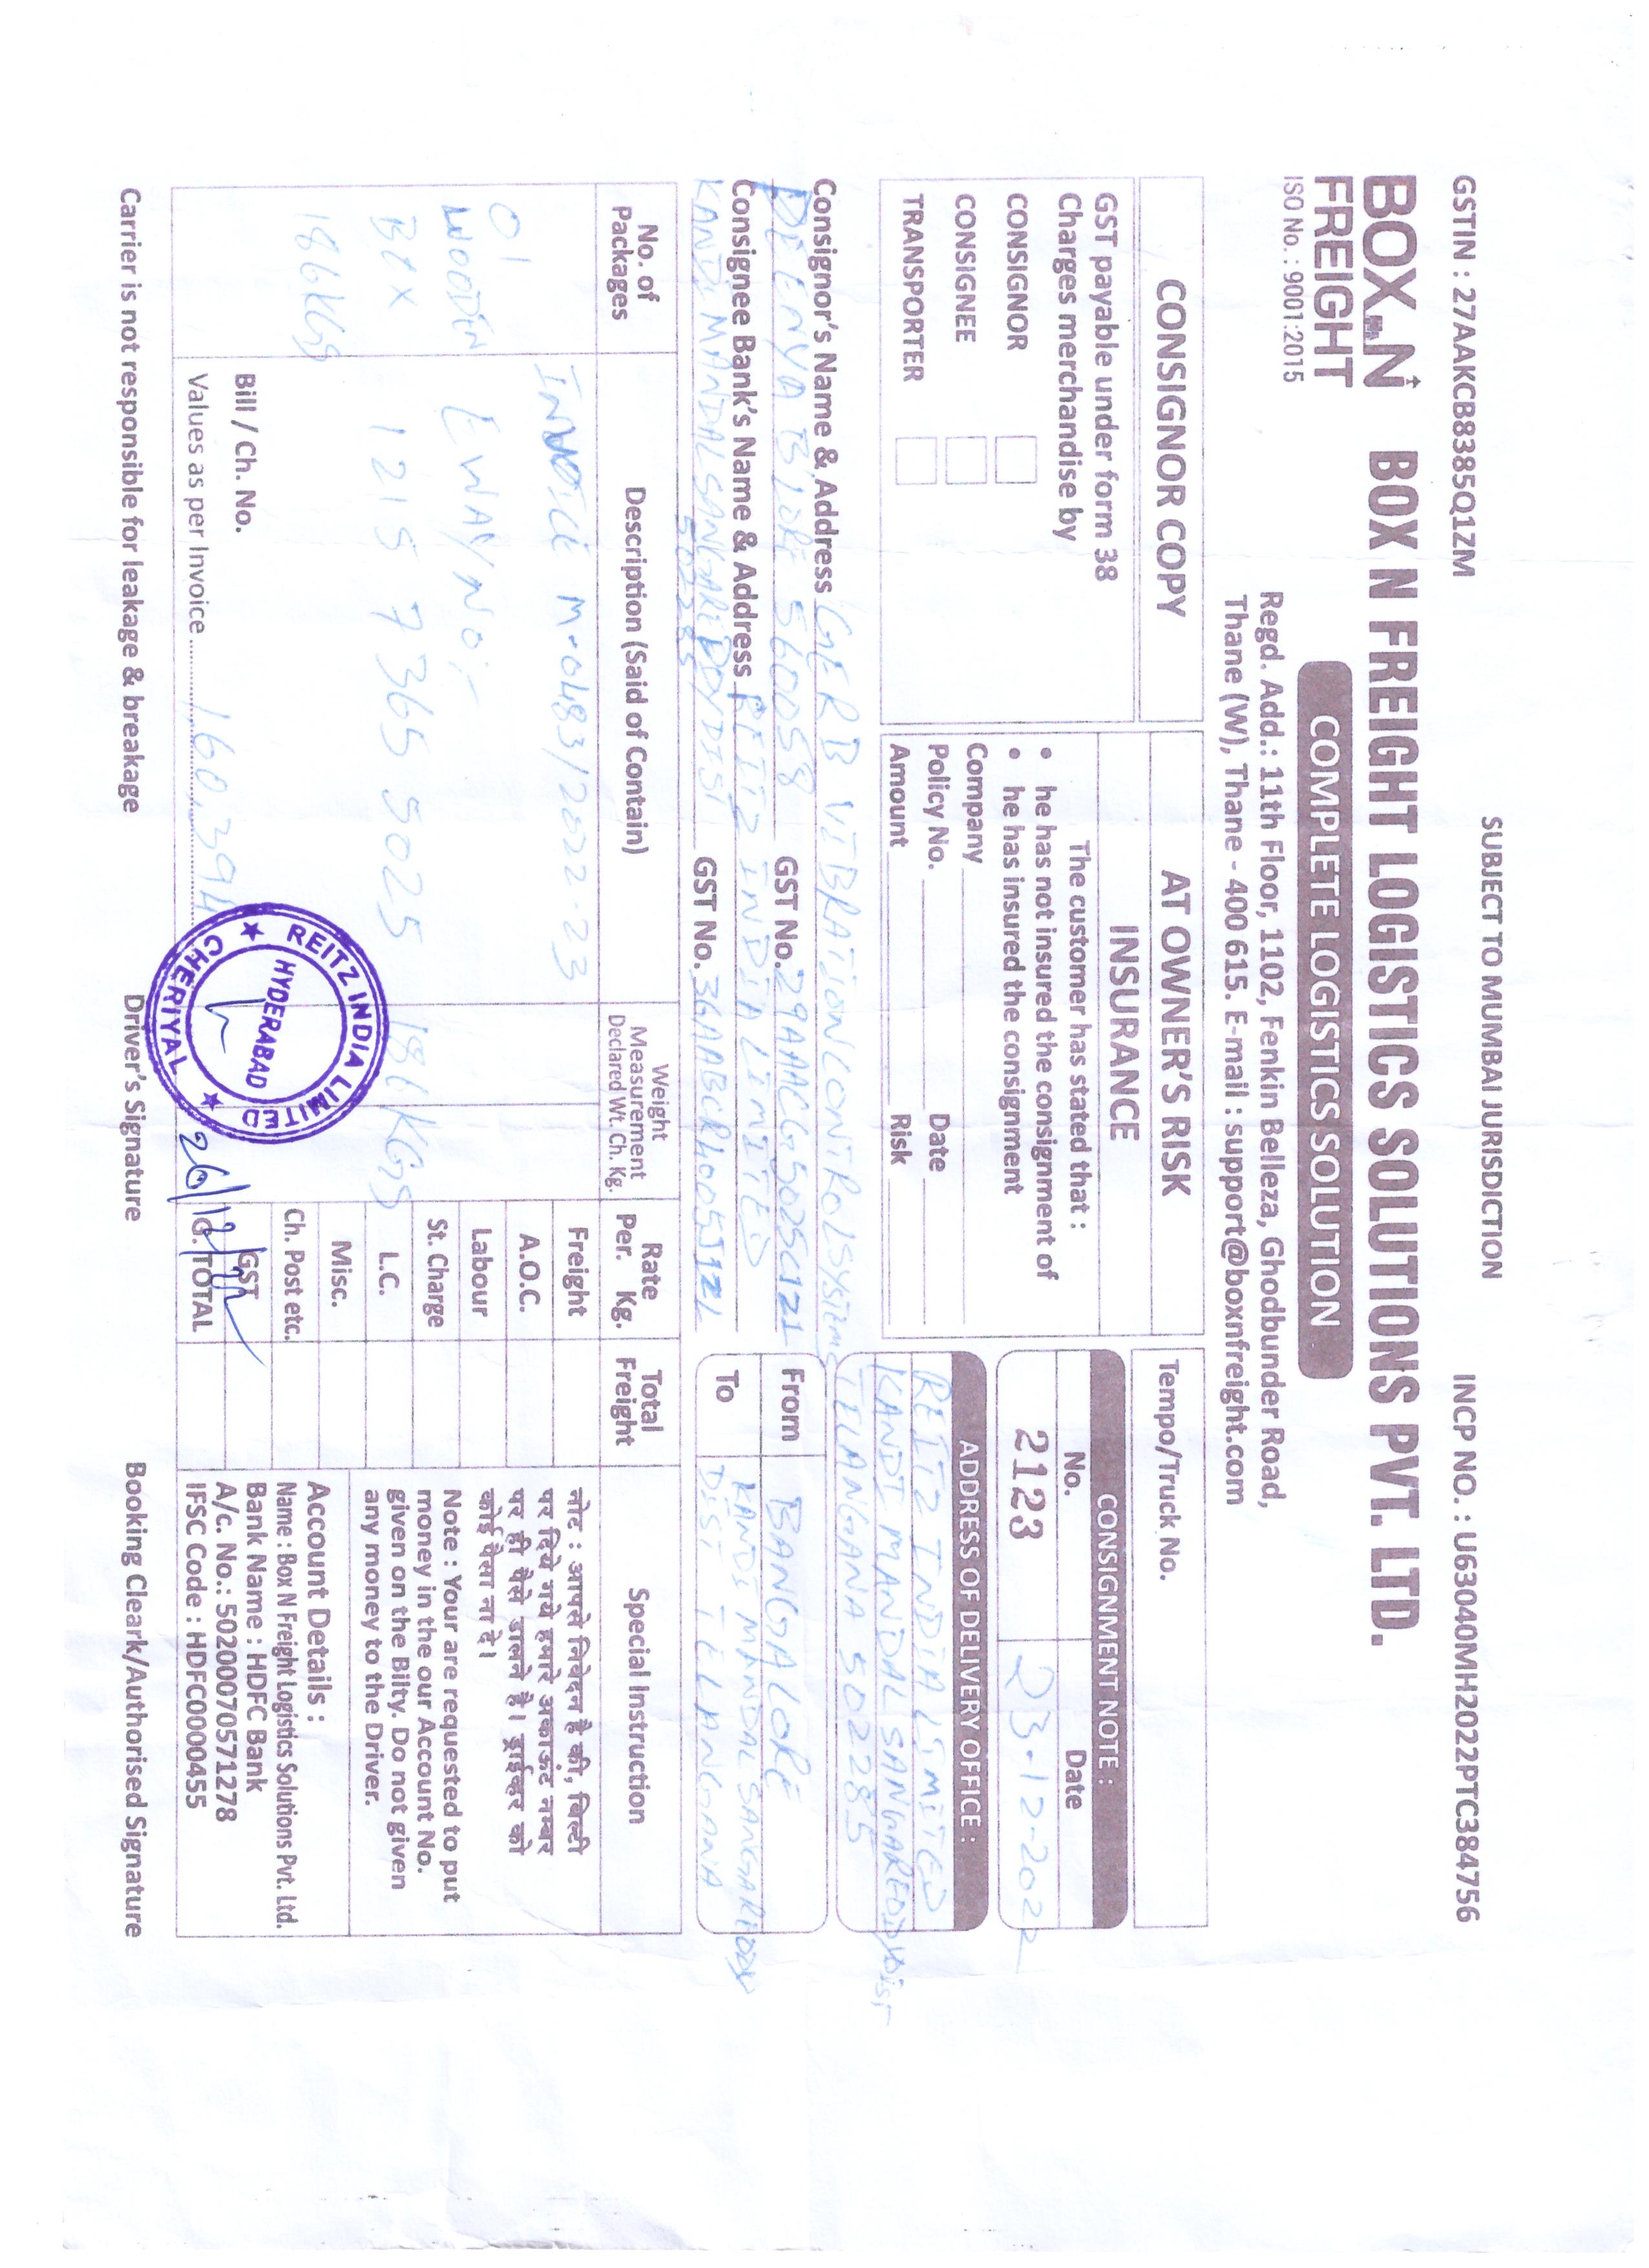 SUBJECT TO MUMBAI JURISDICTION
GSTIN : 27AAKCB8385Q1ZM
INCP NO. : U63040MH2022PTC384756
BOX N
FREIGHT
ISO No. : 9001:2015
BOX N FREIGHT LOGISTICS SOLUTIONS PVT. LTD.
COMPLETE LOGISTICS SOLUTION
Regd. Add.: 11th Floor, 1102, Fenkin Belleza, Ghodbunder Road,
Thane (W), Thane - 400 615. E-mail : support@boxnfreight.com
CONSIGNOR COPY
GST payable under form 38
Charges merchandise by
CONSIGNOR
CONSIGNEE
TRANSPORTER
AT OWNER'S RISK
INSURANCE
The customer has stated that :
• he has not insured the consignment of
• he has insured the consignment
Company
Policy No. Date
Amount Risk
Tempo/Truck No.
CONSIGNMENT NOTE :
No. Date
2123 23-12-2022
ADDRESS OF DELIVERY OFFICE :
REITZ INDIA LIMITED
KANDI MANDAL SANGAREDDY DIST
TELANGANA 502285
Consignor's Name & Address GERB VIBRATION CONTROL SYSTEMS
PEENYA B'LORE 560058 GST No. 29AAACG5025C1Z1
Consignee Bank's Name & Address REITZ INDIA LIMITED
KANDI MANDAL SANGAREDDY DIST GST No. 36AABCR4005J1ZL
502285
From BANGALORE
To KANDI MANDAL SANGAREDDY
DIST TELANGANA
No. of
Packages
Description (Said of Contain)
Weight
Measurement
Declared Wt. Ch. Kg.
Rate
Per. Kg.
Total
Freight
Special Instruction
01
WOODEN
BOX
186KGS
INVOICE M-0483/2022-23
EWAY NO:-
1215 7365 5025
186 KGS
Bill / Ch. No.
Values as per Invoice 160,394
Freight
A.O.C.
Labour
St. Charge
L.C.
Misc.
Ch. Post etc.
GST
G. TOTAL
नोट : आपसे निवेदन है की, बिल्टी
पर दिये गये हमारे अकाऊंट नम्बर
पर ही पैसे डालने है। ड्राईव्हर को
कोई पैसा ना दे।
Note : Your are requested to put
money in the our Account No.
given on the Bilty. Do not given
any money to the Driver.
Account Details :
Name : Box N Freight Logistics Solutions Pvt. Ltd.
Bank Name : HDFC Bank
A/c. No.: 50200070571278
IFSC Code : HDFC0000455
REITZ INDIA LIMITED
HYDERABAD
★ CHERIYAL ★
26/12/22
Carrier is not responsible for leakage & breakage
Driver's Signature
Booking Cleark/Authorised Signature